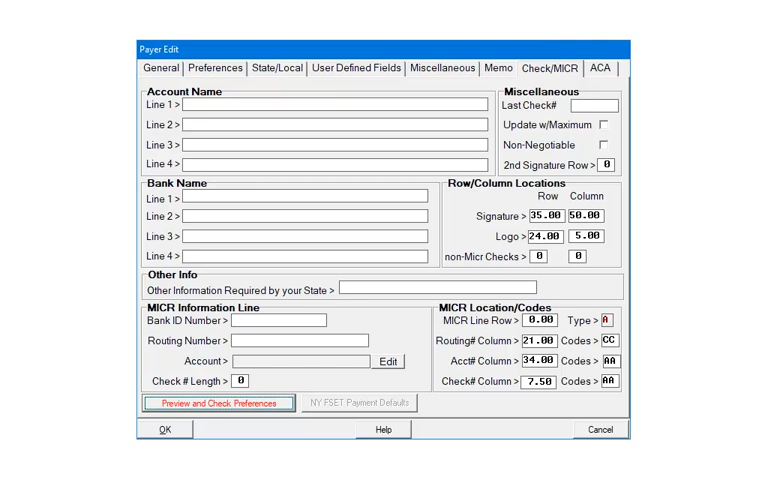 Payer Edit
General Preferences State/Local User Defined Fields Miscellaneous Memo Check/MICR ACA
Account Name
Line 1 >
Line 2 >
Line 3 >
Line 4 >
Miscellaneous
Last Check#
Update w/Maximum
Non-Negotiable
2nd Signature Row > 0
Bank Name
Line 1 >
Line 2 >
Line 3 >
Line 4 >
Row/Column Locations
Row Column
Signature > 35.00 50.00
Logo > 24.00 5.00
non-Micr Checks > 0 0
Other Info
Other Information Required by your State >
MICR Information Line
Bank ID Number >
Routing Number >
Account > Edit
Check # Length > 0
MICR Location/Codes
MICR Line Row > 0.00 Type > A
Routing# Column > 21.00 Codes > CC
Acct# Column > 34.00 Codes > AA
Check# Column > 7.50 Codes > AA
Preview and Check Preferences NY FSET Payment Defaults
OK Help Cancel